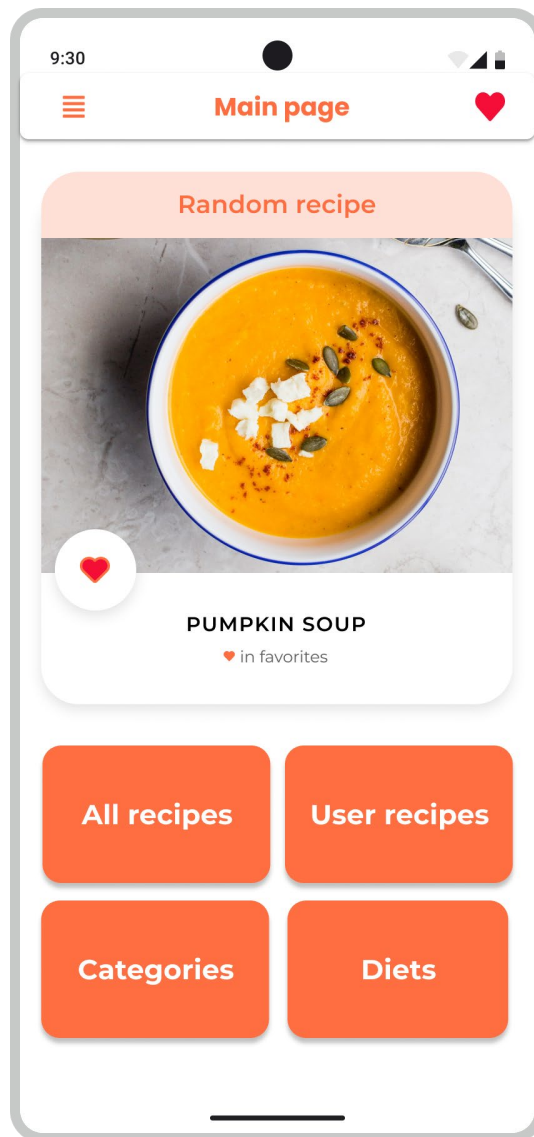 9:30
Main page
Random recipe
PUMPKIN SOUP
in favorites
All recipes
User recipes
Categories
Diets